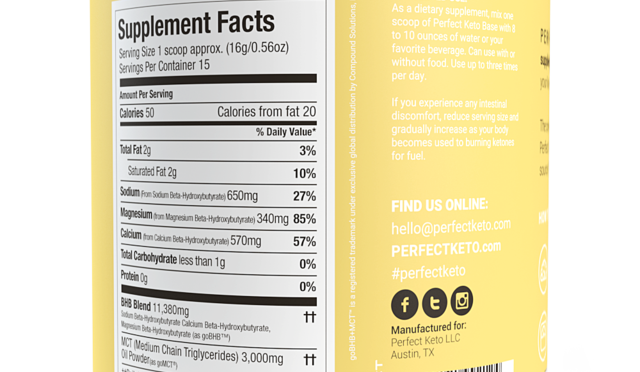 Supplement Facts
Serving Size 1 scoop approx. (16g/0.56oz)
Servings Per Container 15
Amount Per Serving
Calories 50 Calories from fat 20
% Daily Value*
Total Fat 2g 3%
Saturated Fat 2g 10%
Sodium (From Sodium Beta-Hydroxybutyrate) 650mg 27%
Magnesium (from Magnesium Beta-Hydroxybutyrate) 340mg 85%
Calcium (from Calcium Beta-Hydroxybutyrate) 570mg 57%
Total Carbohydrate less than 1g 0%
Protein 0g 0%
BHB Blend 11,380mg ††
Sodium Beta-Hydroxybutyrate Calcium Beta-Hydroxybutyrate,
Magnesium Beta-Hydroxybutyrate (as goBHB™)
MCT (Medium Chain Triglycerides) 3,000mg ††
Oil Powder (as goMCT®)
goBHB+MCT™ is a registered trademark under exclusive global distribution by Compound Solutions,
As a dietary supplement, mix one
scoop of Perfect Keto Base with 8
to 10 ounces of water or your
favorite beverage. Can use with or
without food. Use up to three times
per day.
If you experience any intestinal
discomfort, reduce serving size and
gradually increase as your body
becomes used to burning ketones
for fuel.
FIND US ONLINE:
hello@perfectketo.com
PERFECTKETO.com
#perfectketo
Manufactured for:
Perfect Keto LLC
Austin, TX